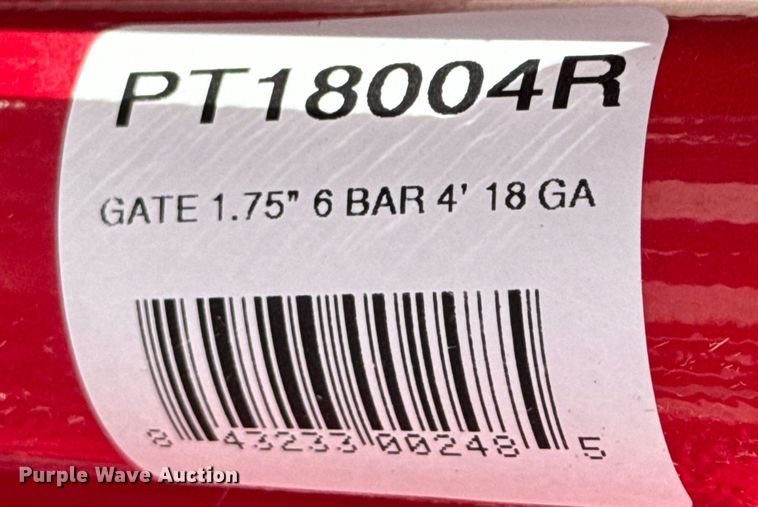 PT18004R
GATE 1.75" 6 BAR 4' 18 GA
8 43233 00248 5
Purple Wave Auction